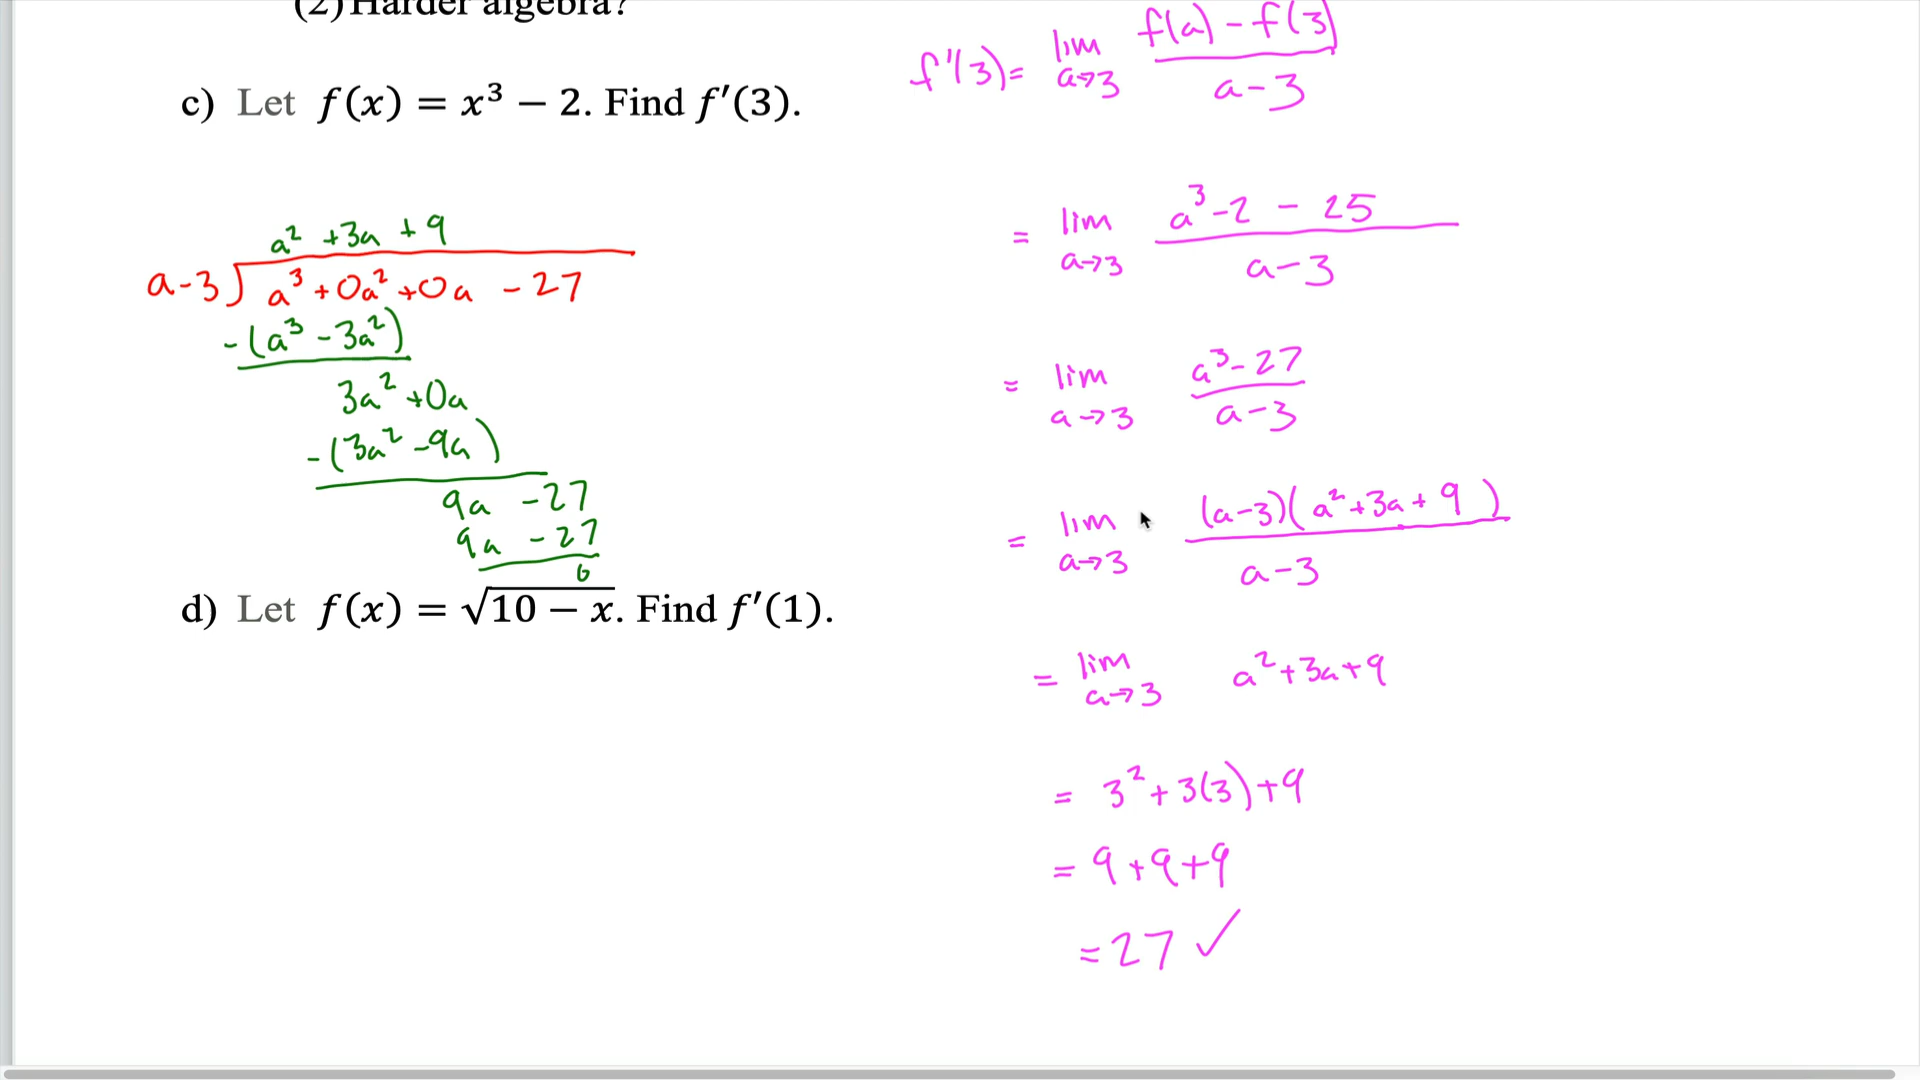 (2) Harder algebra?
c) Let f(x) = x³ − 2. Find f′(3).
a² +3a +9
a-3) a³ +0a² +0a -27
-(a³ -3a²)
3a² +0a
-(3a² -9a)
9a -27
9a -27
0
d) Let f(x) = √10 − x. Find f′(1).
f'(3) = lim a→3 f(a) - f(3) / a-3
= lim a→3 a³-2 - 25 / a-3
= lim a→3 a³-27 / a-3
= lim a→3 (a-3)(a²+3a+9) / a-3
= lim a→3 a²+3a+9
= 3²+3(3)+9
= 9+9+9
= 27 ✓